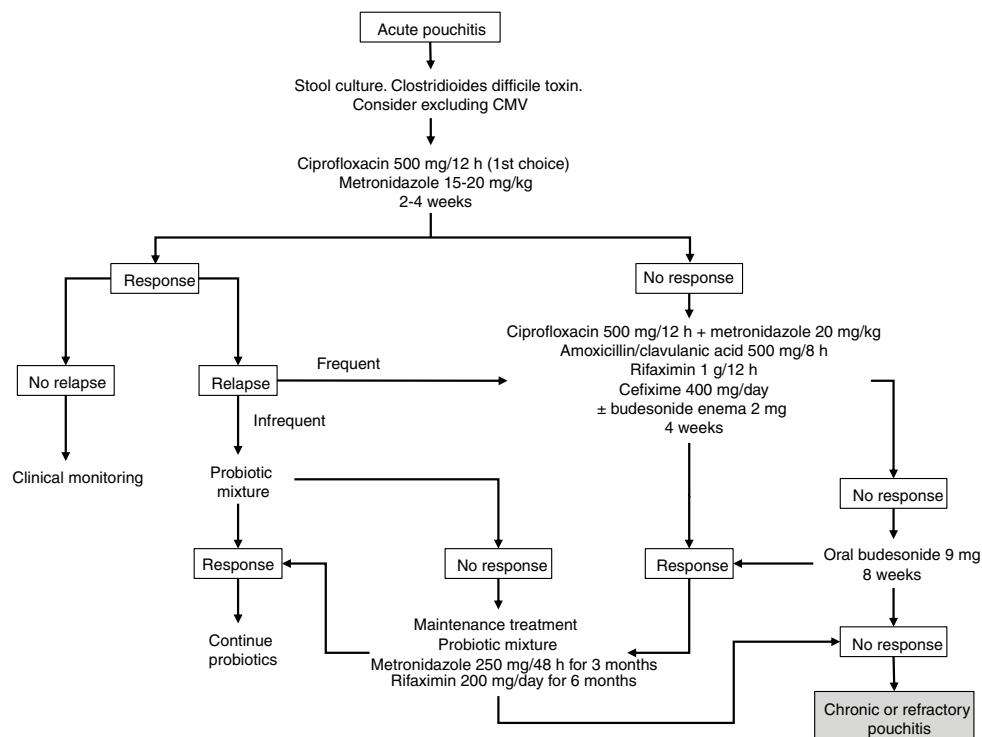 Acute pouchitis
Stool culture. Clostridioides difficile toxin.
Consider excluding CMV
Ciprofloxacin 500 mg/12 h (1st choice)
Metronidazole 15-20 mg/kg
2-4 weeks
Response
No response
Ciprofloxacin 500 mg/12 h + metronidazole 20 mg/kg
Amoxicillin/clavulanic acid 500 mg/8 h
Rifaximin 1 g/12 h
Cefixime 400 mg/day
± budesonide enema 2 mg
4 weeks
No relapse
Relapse
Frequent
Infrequent
Clinical monitoring
Probiotic
mixture
No response
Response
No response
Response
Oral budesonide 9 mg
8 weeks
Continue
probiotics
Maintenance treatment
Probiotic mixture
Metronidazole 250 mg/48 h for 3 months
Rifaximin 200 mg/day for 6 months
No response
Chronic or refractory
pouchitis